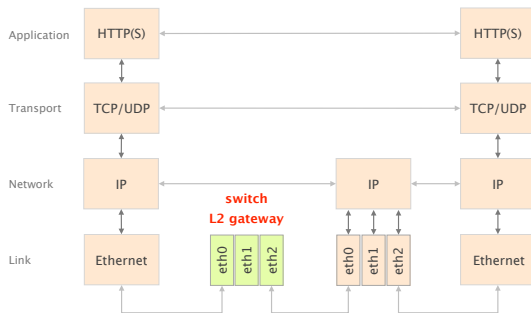 Application
HTTP(S)
HTTP(S)
Transport
TCP/UDP
TCP/UDP
Network
IP
IP
IP
switch
L2 gateway
Link
Ethernet
eth0
eth1
eth2
eth0
eth1
eth2
Ethernet